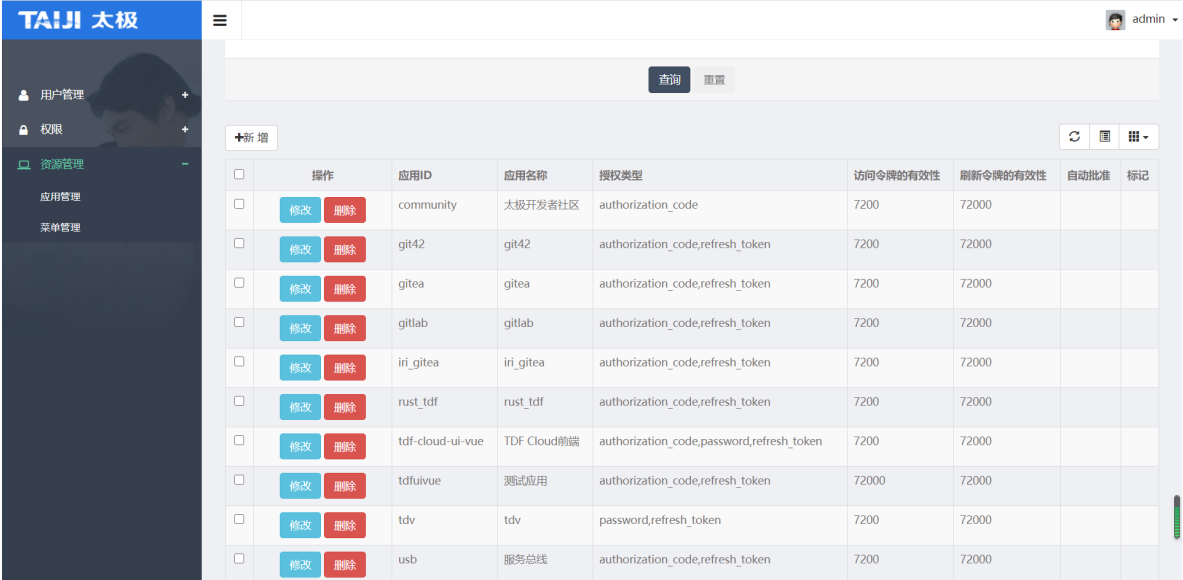 TAIJI 太极
admin
用户管理
权限
资源管理
应用管理
菜单管理
查询 重置
新 增
操作 应用ID 应用名称 授权类型 访问令牌的有效性 刷新令牌的有效性 自动批准 标记
修改 删除 community 太极开发者社区 authorization_code 7200 72000
修改 删除 git42 git42 authorization_code,refresh_token 7200 72000
修改 删除 gitea gitea authorization_code,refresh_token 7200 72000
修改 删除 gitlab gitlab authorization_code,refresh_token 7200 72000
修改 删除 iri_gitea iri_gitea authorization_code,refresh_token 7200 72000
修改 删除 rust_tdf rust_tdf authorization_code,refresh_token 7200 72000
修改 删除 tdf-cloud-ui-vue TDF Cloud前端 authorization_code,password,refresh_token 7200 72000
修改 删除 tdfuivue 测试应用 authorization_code,refresh_token 72000 72000
修改 删除 tdv tdv password,refresh_token 7200 72000
修改 删除 usb 服务总线 authorization_code,refresh_token 7200 72000